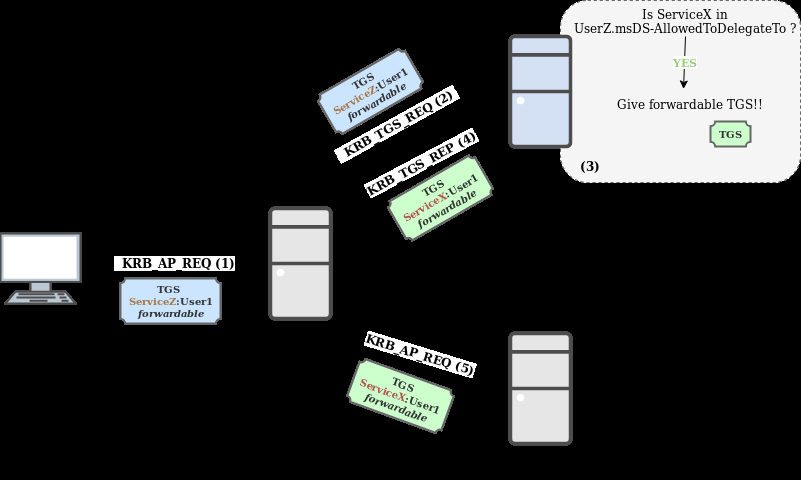 Is ServiceX in
UserZ.msDS-AllowedToDelegateTo ?
YES
Give forwardable TGS!!
TGS
(3)
TGS
ServiceZ:User1
forwardable
KRB_TGS_REQ (2)
KRB_TGS_REP (4)
TGS
ServiceX:User1
forwardable
KRB_AP_REQ (1)
TGS
ServiceZ:User1
forwardable
KRB_AP_REQ (5)
TGS
ServiceX:User1
forwardable